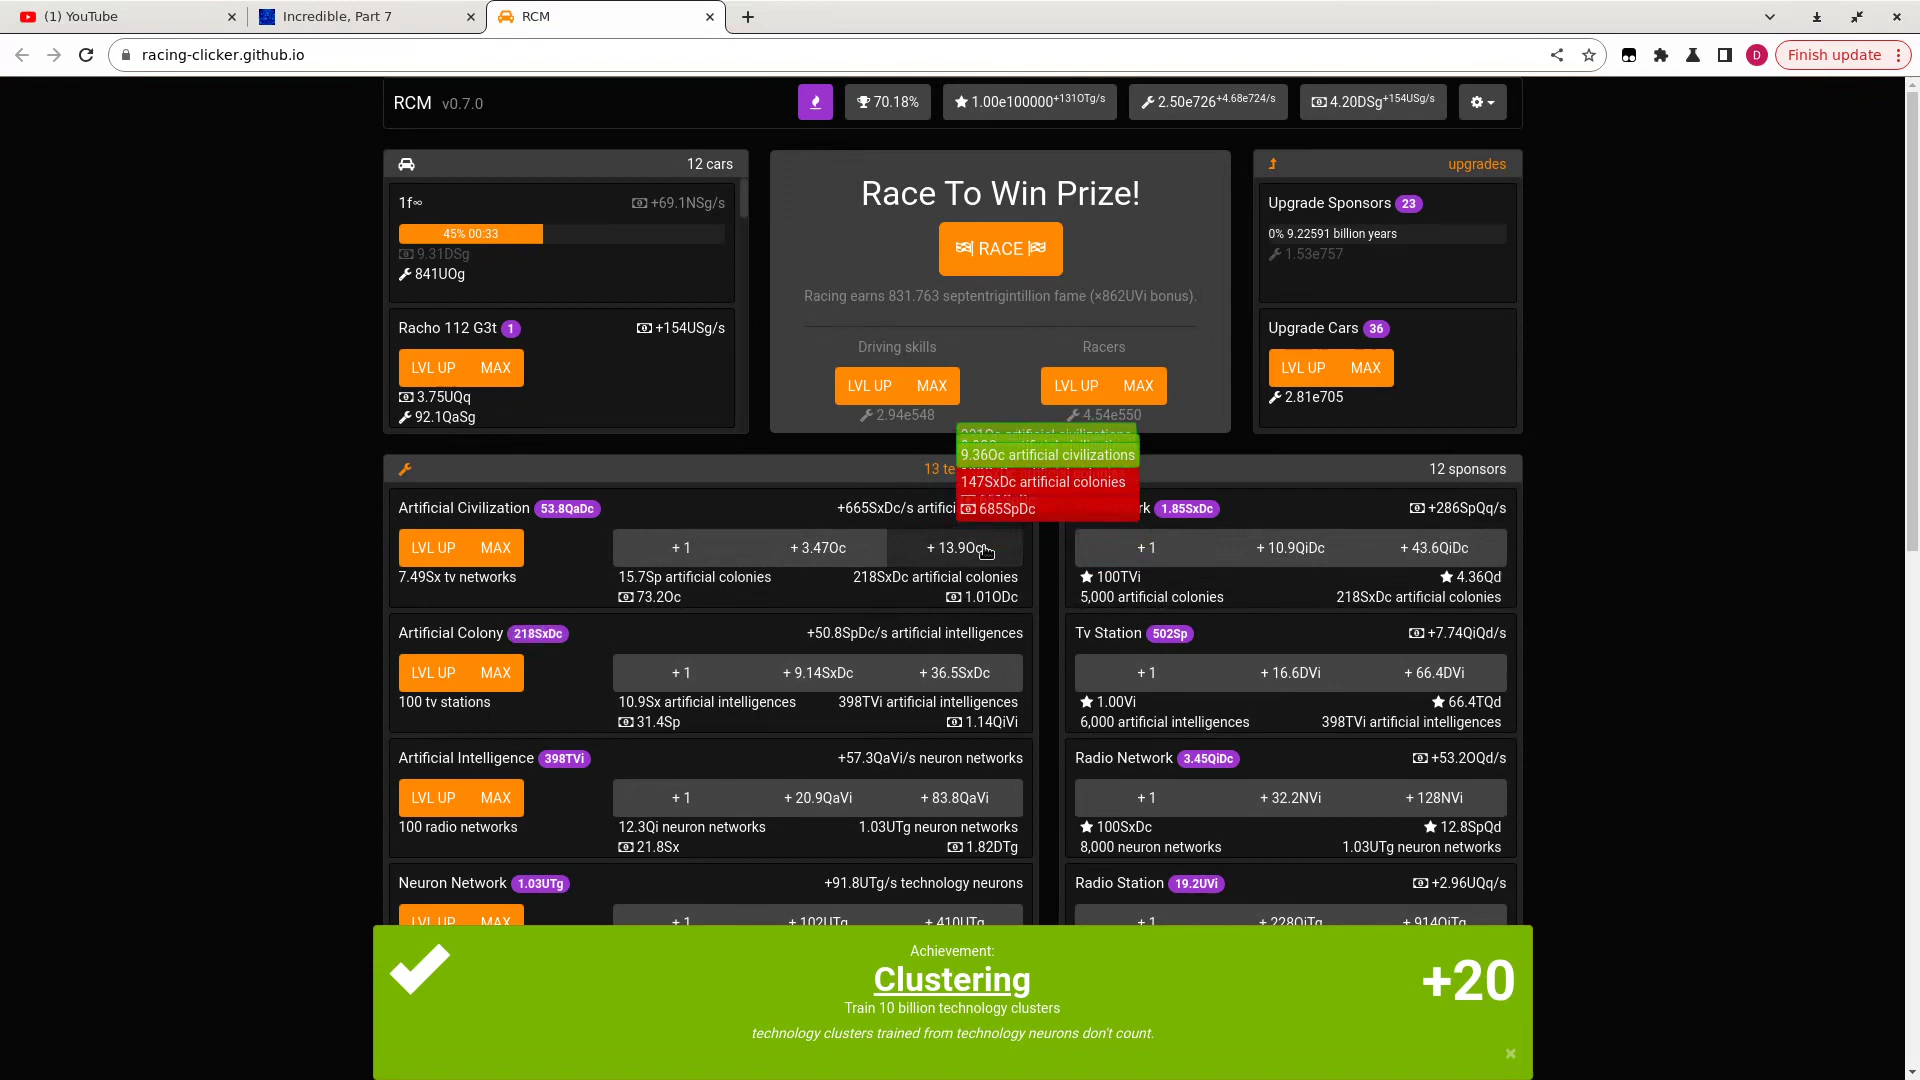 (1) YouTube
Incredible, Part 7
RCM
racing-clicker.github.io
D
Finish update
RCM v0.7.0
70.18%
1.00e100000+131OTg/s
2.50e726+4.68e724/s
4.20DSg+154USg/s
12 cars
1f∞
+69.1NSg/s
45% 00:33
9.31DSg
841UOg
Racho 112 G3t 1
+154USg/s
LVL UP MAX
3.75UQq
92.1QaSg
Race To Win Prize!
RACE
Racing earns 831.763 septentrigintillion fame (×862UVi bonus).
Driving skills
LVL UP MAX
2.94e548
Racers
LVL UP MAX
4.54e550
upgrades
Upgrade Sponsors 23
0% 9.22591 billion years
1.53e757
Upgrade Cars 36
LVL UP MAX
2.81e705
9.36Oc artificial civilizations
147SxDc artificial colonies
685SpDc
13 te
12 sponsors
Artificial Civilization 53.8QaDc
+665SxDc/s artifici
LVL UP MAX
+ 1 + 3.47Oc + 13.9Oc
7.49Sx tv networks
15.7Sp artificial colonies
218SxDc artificial colonies
73.2Oc
1.01ODc
Artificial Colony 218SxDc
+50.8SpDc/s artificial intelligences
LVL UP MAX
+ 1 + 9.14SxDc + 36.5SxDc
100 tv stations
10.9Sx artificial intelligences
398TVi artificial intelligences
31.4Sp
1.14QiVi
Artificial Intelligence 398TVi
+57.3QaVi/s neuron networks
LVL UP MAX
+ 1 + 20.9QaVi + 83.8QaVi
100 radio networks
12.3Qi neuron networks
1.03UTg neuron networks
21.8Sx
1.82DTg
Neuron Network 1.03UTg
+91.8UTg/s technology neurons
LVL UP MAX
+ 1 + 102UTg + 410UTg
rk 1.85SxDc
+286SpQq/s
+ 1 + 10.9QiDc + 43.6QiDc
100TVi
4.36Qd
5,000 artificial colonies
218SxDc artificial colonies
Tv Station 502Sp
+7.74QiQd/s
+ 1 + 16.6DVi + 66.4DVi
1.00Vi
66.4TQd
6,000 artificial intelligences
398TVi artificial intelligences
Radio Network 3.45QiDc
+53.2OQd/s
+ 1 + 32.2NVi + 128NVi
100SxDc
12.8SpQd
8,000 neuron networks
1.03UTg neuron networks
Radio Station 19.2UVi
+2.96UQq/s
+ 1 + 228QiTg + 914QiTg
Achievement:
Clustering
Train 10 billion technology clusters
technology clusters trained from technology neurons don't count.
+20